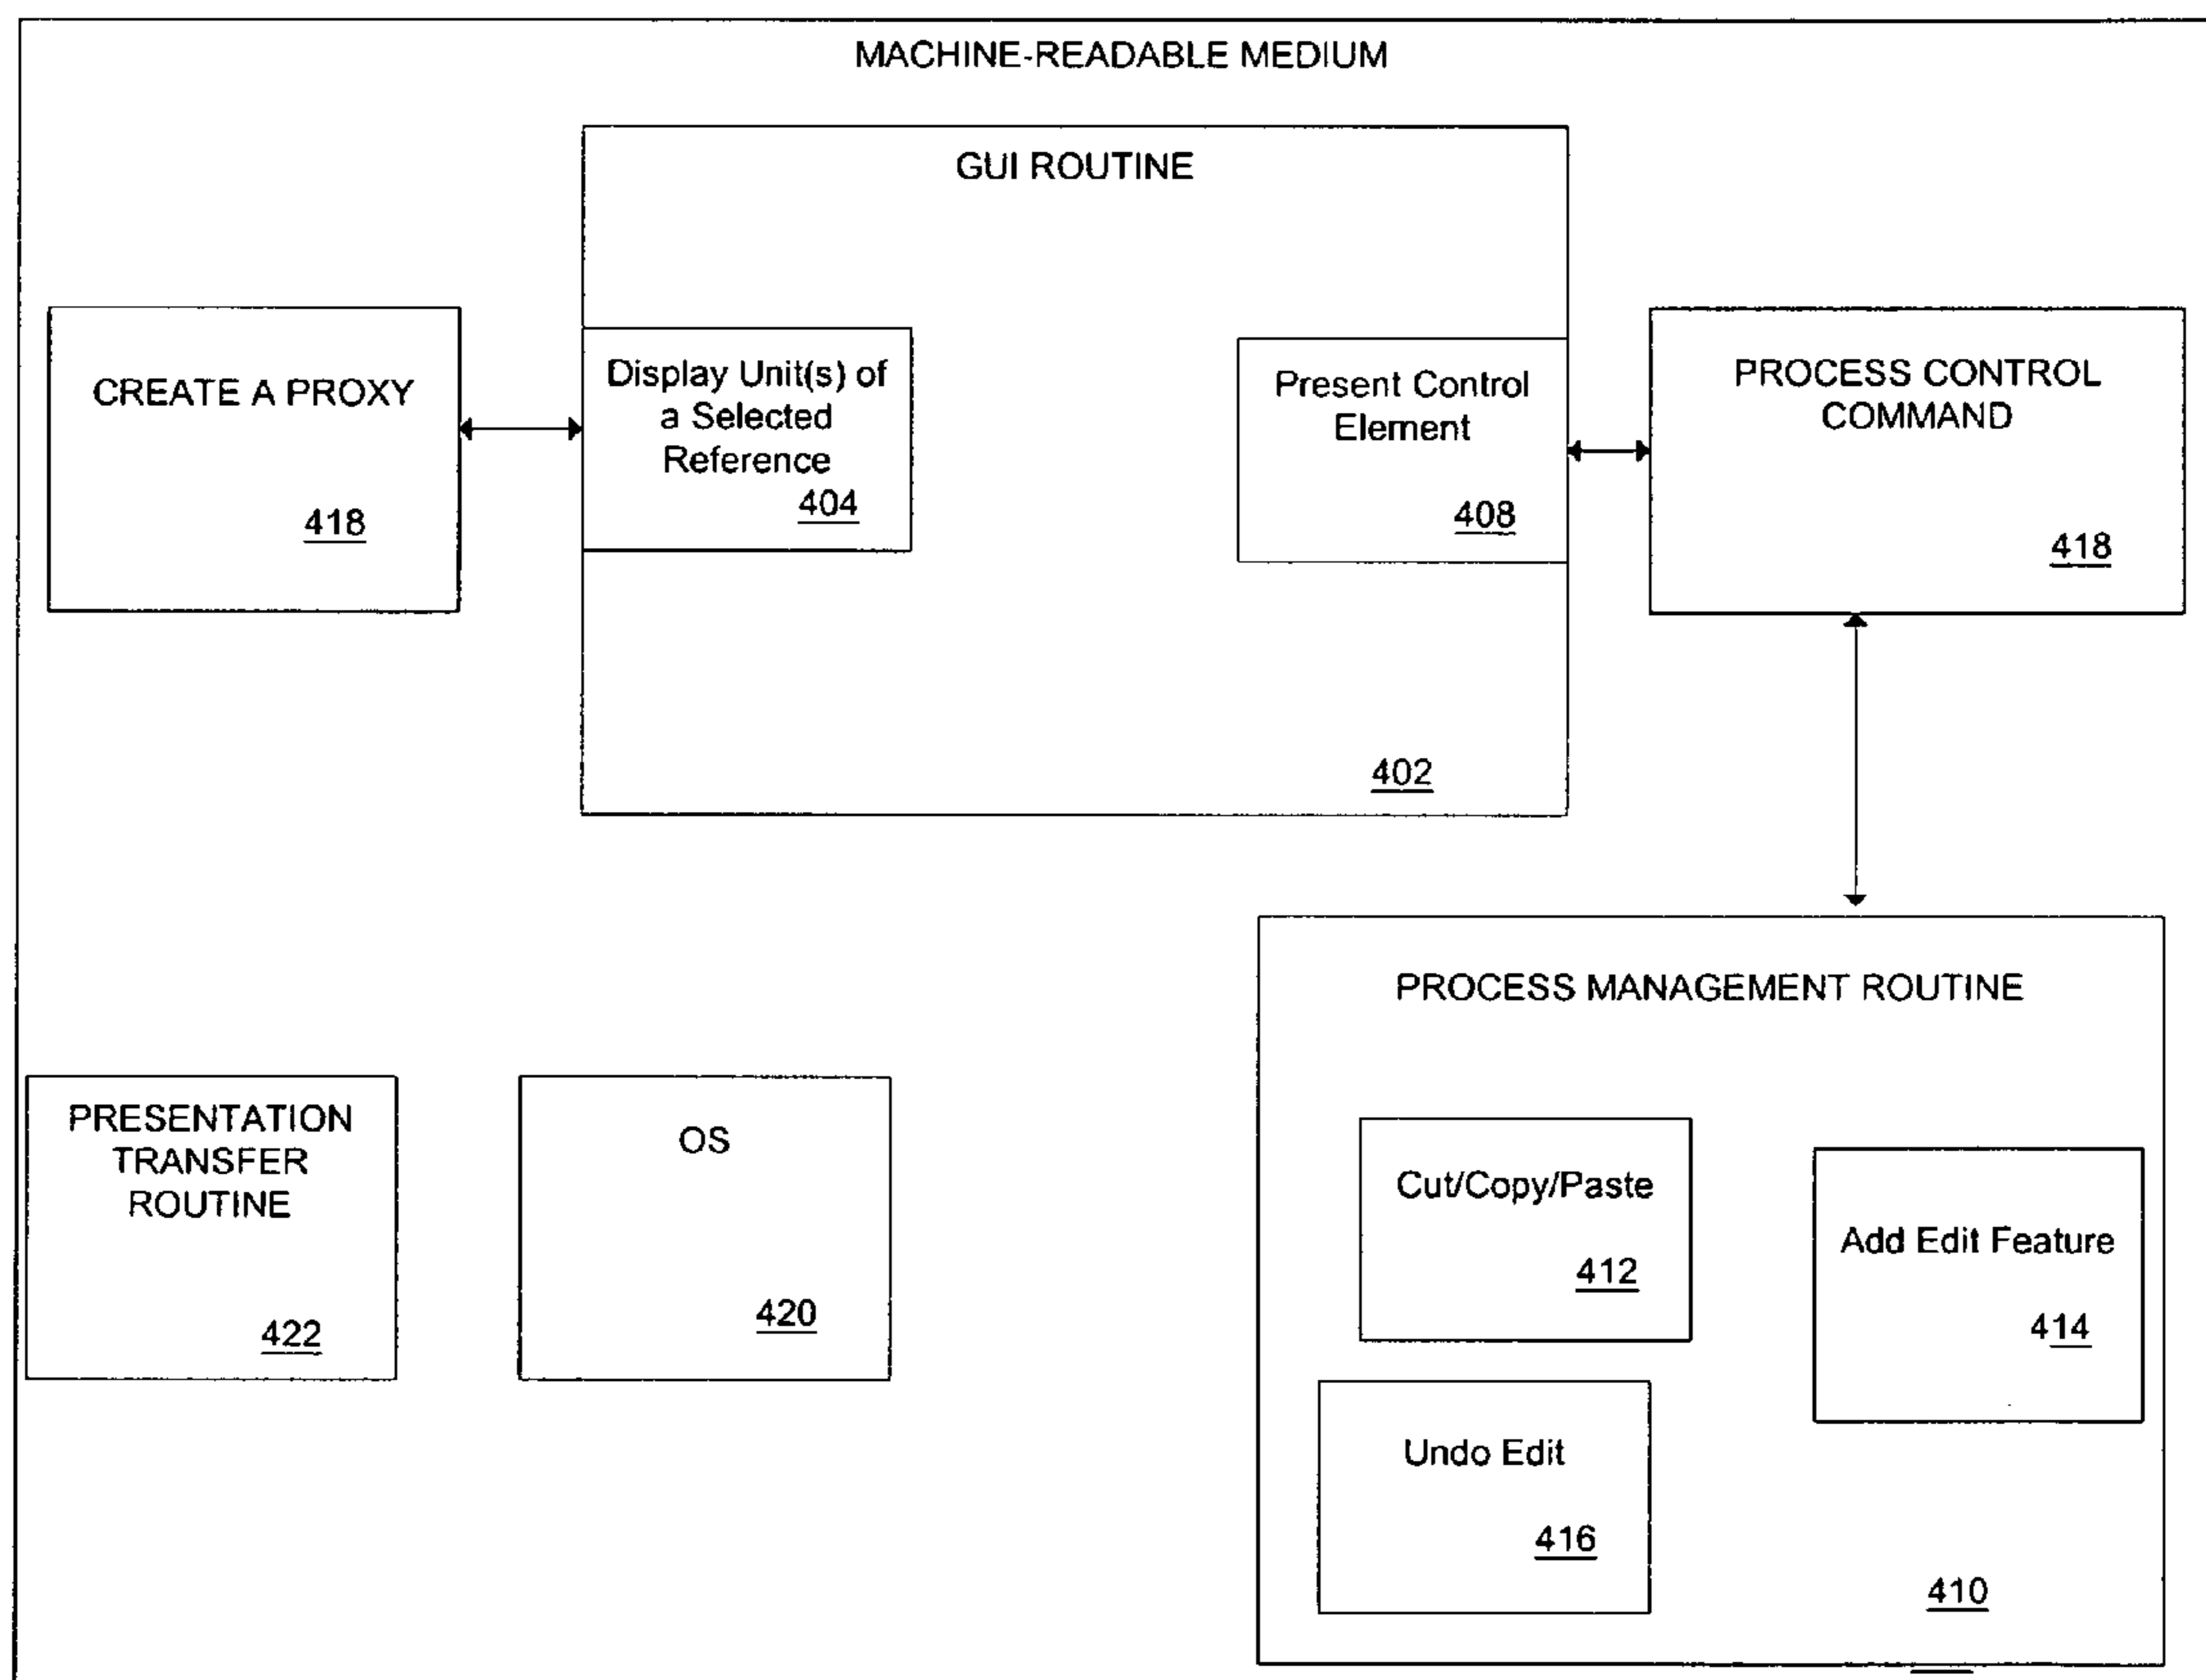 MACHINE-READABLE MEDIUM
GUI ROUTINE
CREATE A PROXY
418
Display Unit(s) of
a Selected
Reference
404
Present Control
Element
408
PROCESS CONTROL
COMMAND
418
402
PROCESS MANAGEMENT ROUTINE
PRESENTATION
TRANSFER
ROUTINE
422
OS
420
Cut/Copy/Paste
412
Add Edit Feature
414
Undo Edit
416
410